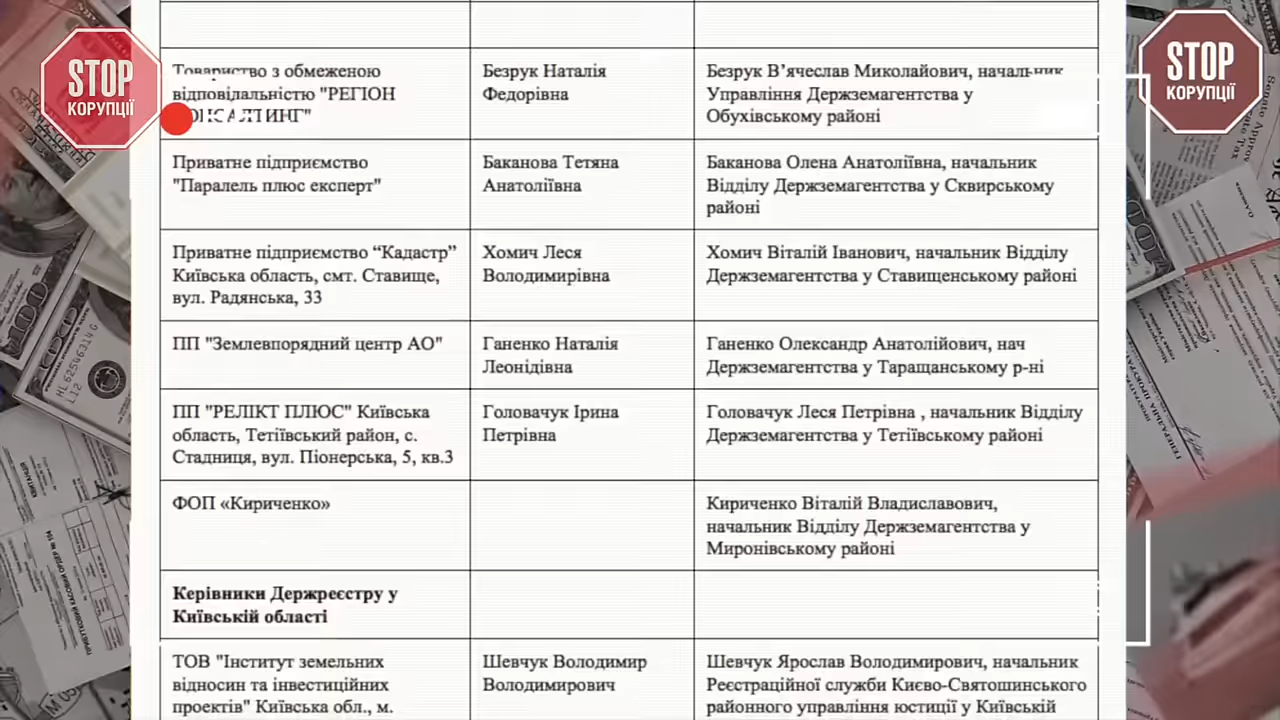 STOP
КОРУПЦІЇ
STOP
КОРУПЦІЇ
Товариство з обмеженою
відповідальністю "РЕГІОН
КОНСАЛТИНГ"
Безрук Наталія
Федорівна
Безрук В’ячеслав Миколайович, начальник
Управління Держземагентства у
Обухівському районі
Приватне підприємство
"Паралель плюс експерт"
Баканова Тетяна
Анатоліївна
Баканова Олена Анатоліївна, начальник
Відділу Держземагентства у Сквирському
районі
Приватне підприємство “Кадастр”
Київська область, смт. Ставище,
вул. Радянська, 33
Хомич Леся
Володимирівна
Хомич Віталій Іванович, начальник Відділу
Держземагентства у Ставищенському районі
ПП "Землевпорядний центр АО"
Ганенко Наталія
Леонідівна
Ганенко Олександр Анатолійович, нач
Держземагентства у Таращанському р-ні
ПП "РЕЛІКТ ПЛЮС" Київська
область, Тетіївський район, с.
Стадниця, вул. Піонерська, 5, кв.3
Головачук Ірина
Петрівна
Головачук Леся Петрівна , начальник Відділу
Держземагентства у Тетіївському районі
ФОП «Кириченко»
Кириченко Віталій Владиславович,
начальник Відділу Держземагентства у
Миронівському районі
Керівники Держреєстру у
Київській області
ТОВ "Інститут земельних
відносин та інвестиційних
проектів" Київська обл., м.
Шевчук Володимир
Володимирович
Шевчук Ярослав Володимирович, начальник
Реєстраційної служби Києво-Святошинського
районного управління юстиції у Київській